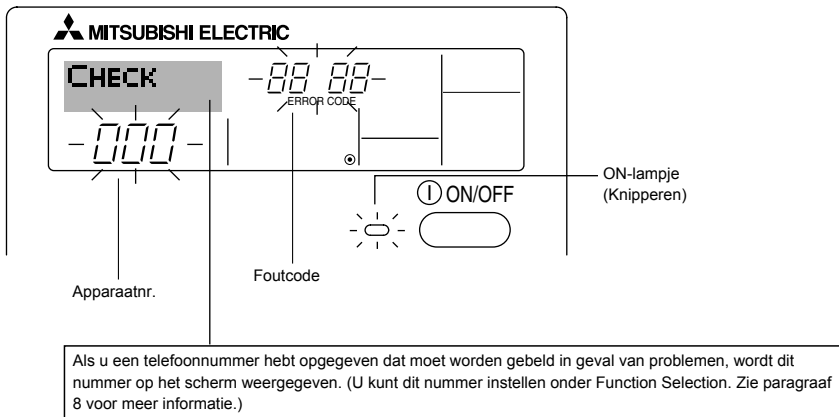 MITSUBISHI ELECTRIC
CHECK
88 88
ERROR CODE
000
ON-lampje
(Knipperen)
ON/OFF
Foutcode
Apparaatnr.
Als u een telefoonnummer hebt opgegeven dat moet worden gebeld in geval van problemen, wordt dit
nummer op het scherm weergegeven. (U kunt dit nummer instellen onder Function Selection. Zie paragraaf
8 voor meer informatie.)